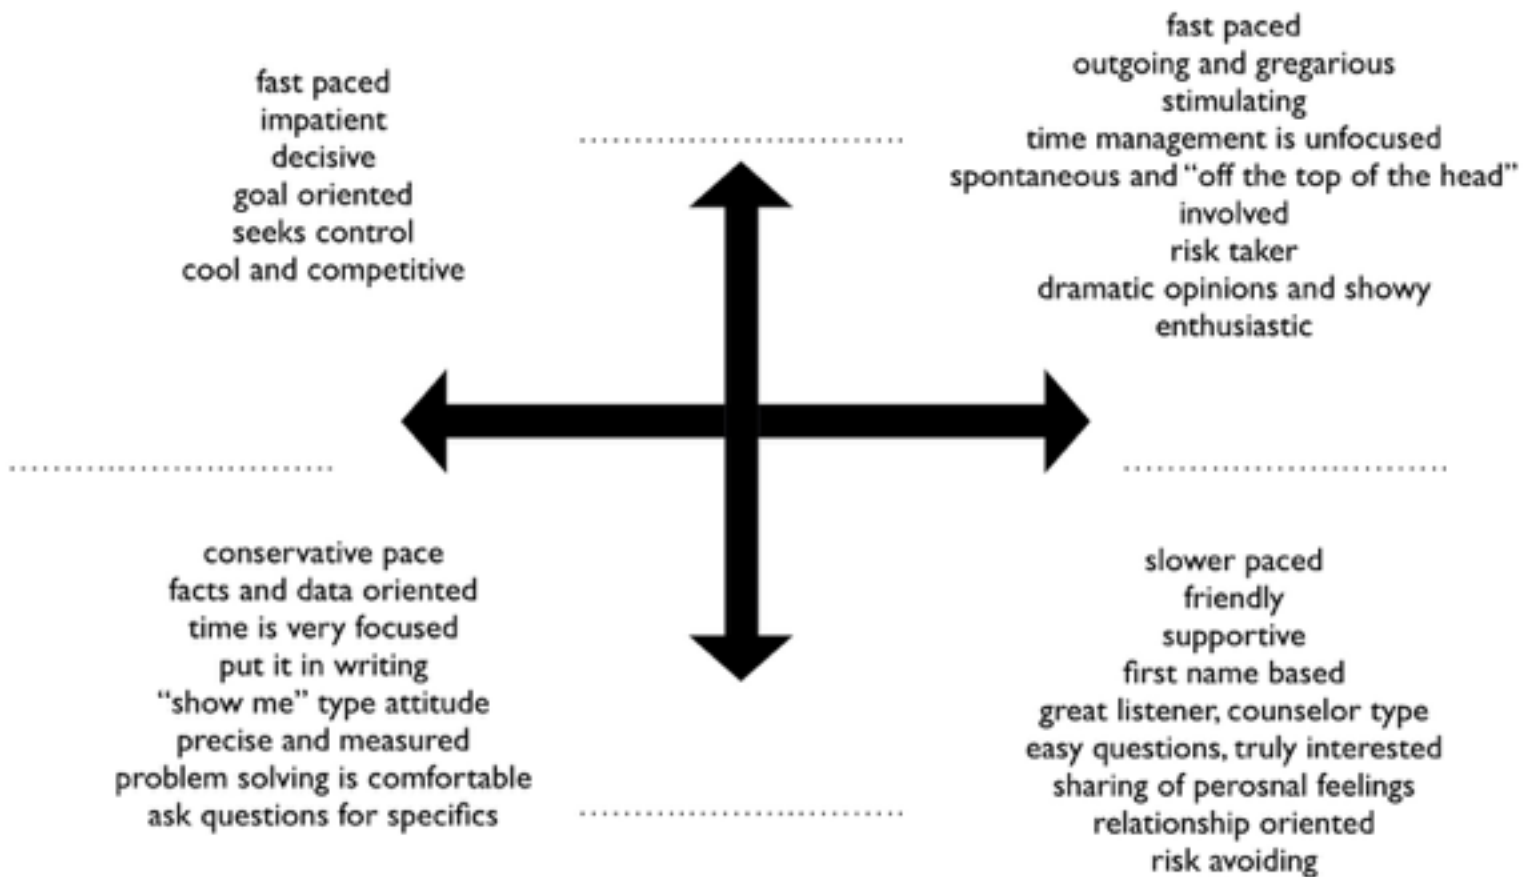 fast paced
impatient
decisive
goal oriented
seeks control
cool and competitive
fast paced
outgoing and gregarious
stimulating
time management is unfocused
spontaneous and “off the top of the head”
involved
risk taker
dramatic opinions and showy
enthusiastic
conservative pace
facts and data oriented
time is very focused
put it in writing
“show me” type attitude
precise and measured
problem solving is comfortable
ask questions for specifics
slower paced
friendly
supportive
first name based
great listener, counselor type
easy questions, truly interested
sharing of perosnal feelings
relationship oriented
risk avoiding